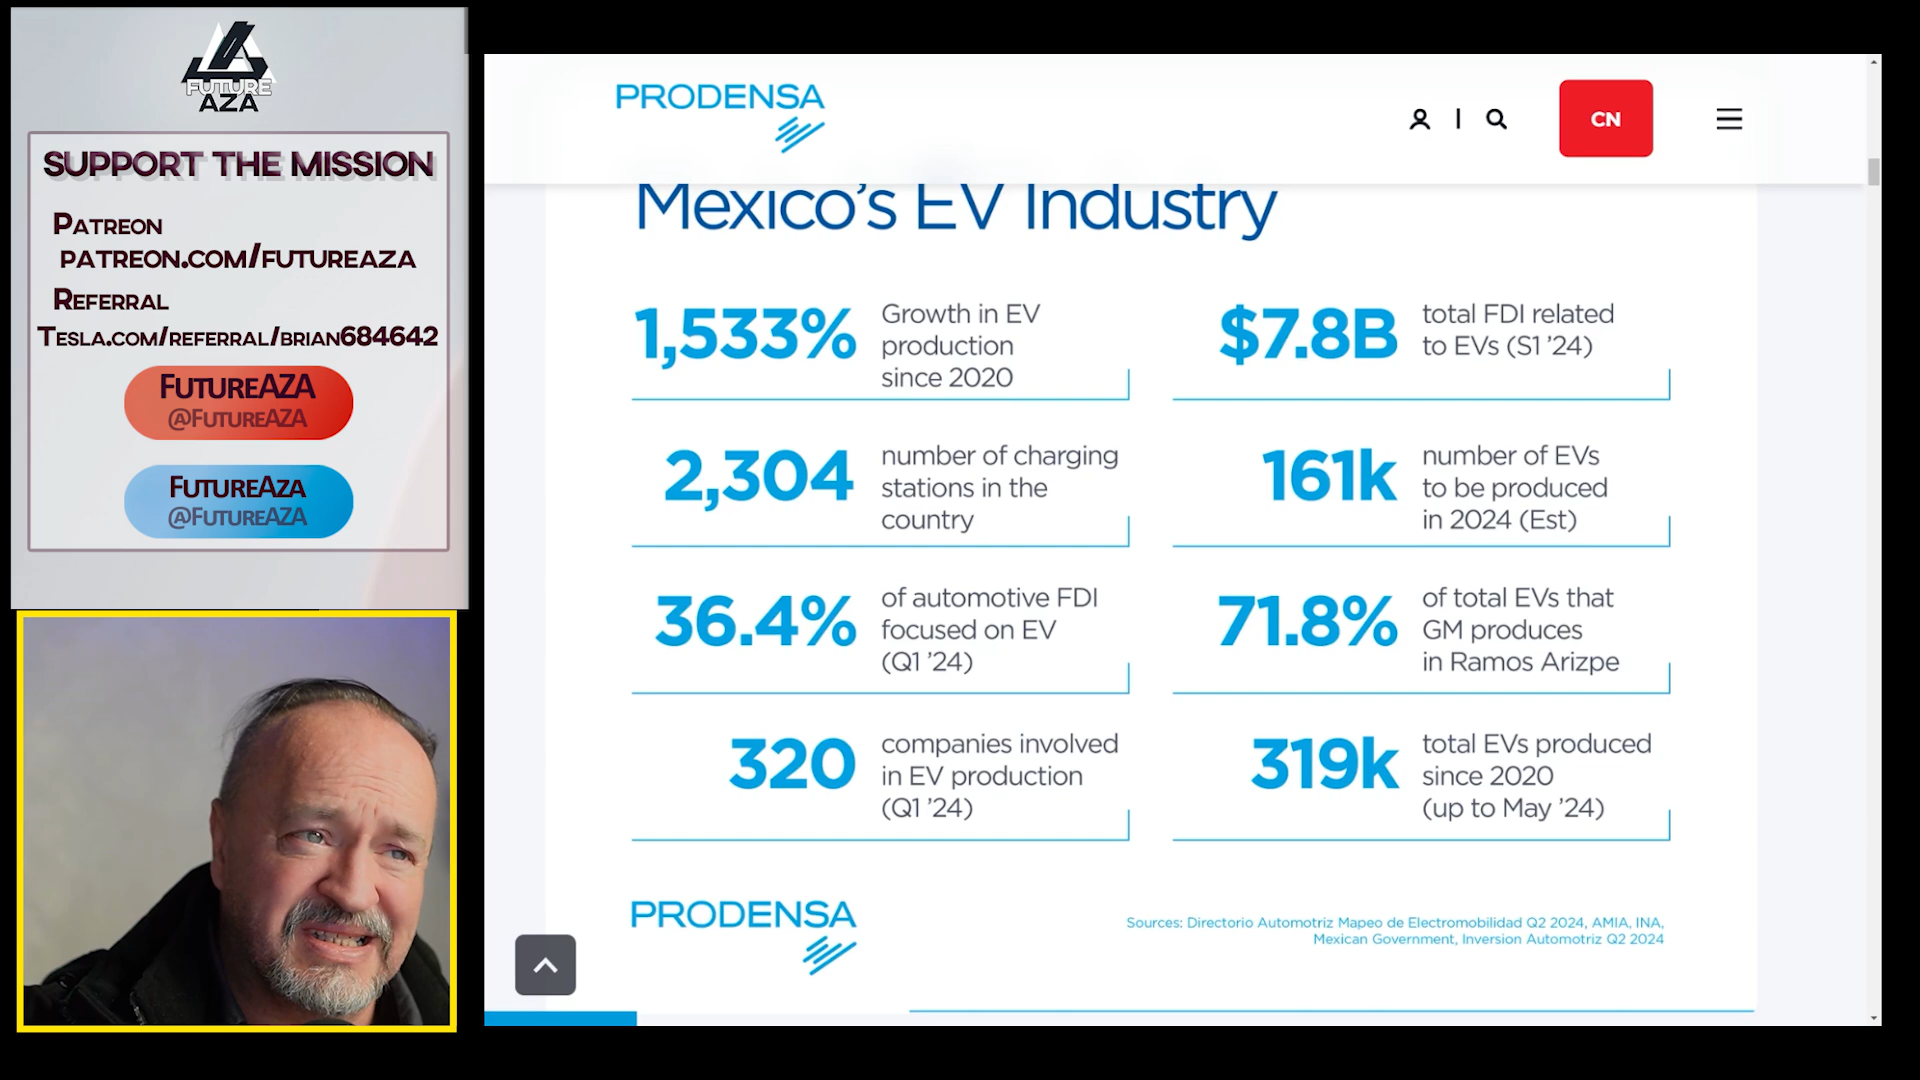 FUTURE
AZA
SUPPORT THE MISSION
PATREON
PATREON.COM/FUTUREAZA
REFERRAL
TESLA.COM/REFERRAL/BRIAN684642
FUTUREAZA
@FUTUREAZA
FUTUREAZA
@FUTUREAZA
PRODENSA
CN
Mexico's EV Industry
1,533%
Growth in EV
production
since 2020
$7.8B
total FDI related
to EVs (S1 '24)
2,304
number of charging
stations in the
country
161k
number of EVs
to be produced
in 2024 (Est)
36.4%
of automotive FDI
focused on EV
(Q1 '24)
71.8%
of total EVs that
GM produces
in Ramos Arizpe
320
companies involved
in EV production
(Q1 '24)
319k
total EVs produced
since 2020
(up to May '24)
PRODENSA
Sources: Directorio Automotriz Mapeo de Electromobilidad Q2 2024, AMIA, INA,
Mexican Government, Inversion Automotriz Q2 2024